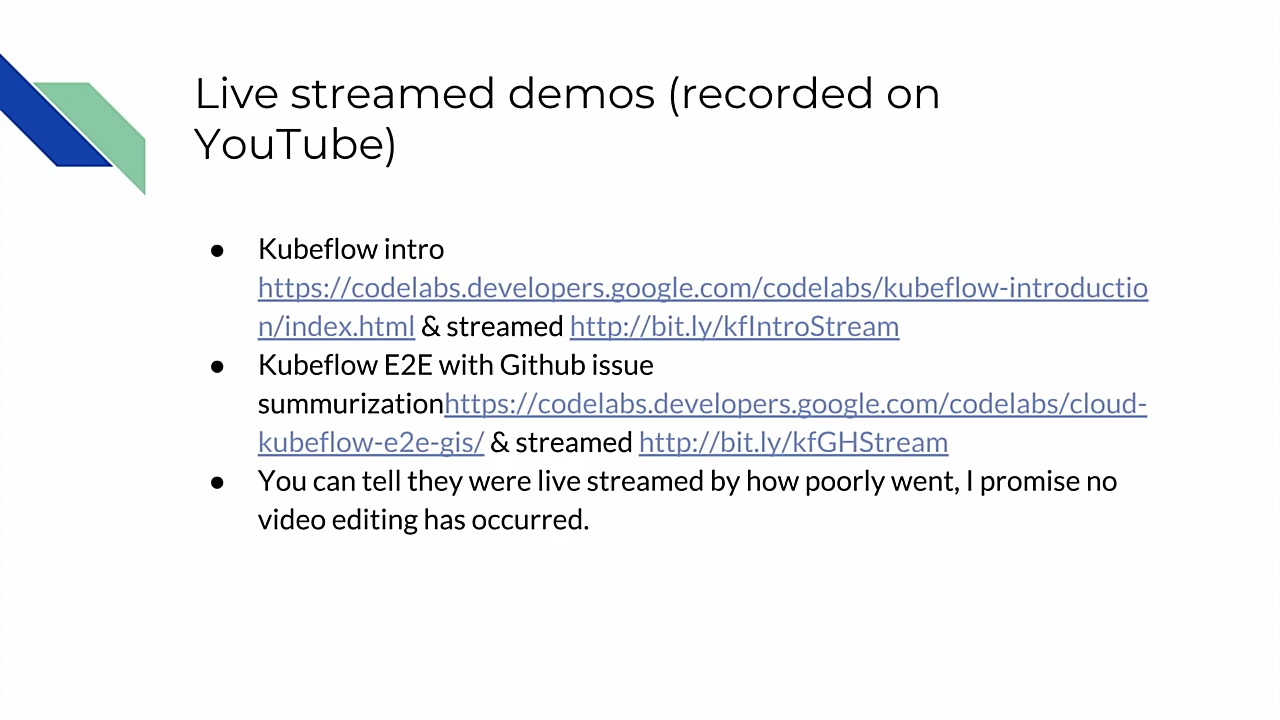 Live streamed demos (recorded on
YouTube)
● Kubeflow intro
https://codelabs.developers.google.com/codelabs/kubeflow-introductio
n/index.html & streamed http://bit.ly/kfIntroStream
● Kubeflow E2E with Github issue
summurizationhttps://codelabs.developers.google.com/codelabs/cloud-
kubeflow-e2e-gis/ & streamed http://bit.ly/kfGHStream
● You can tell they were live streamed by how poorly went, I promise no
video editing has occurred.